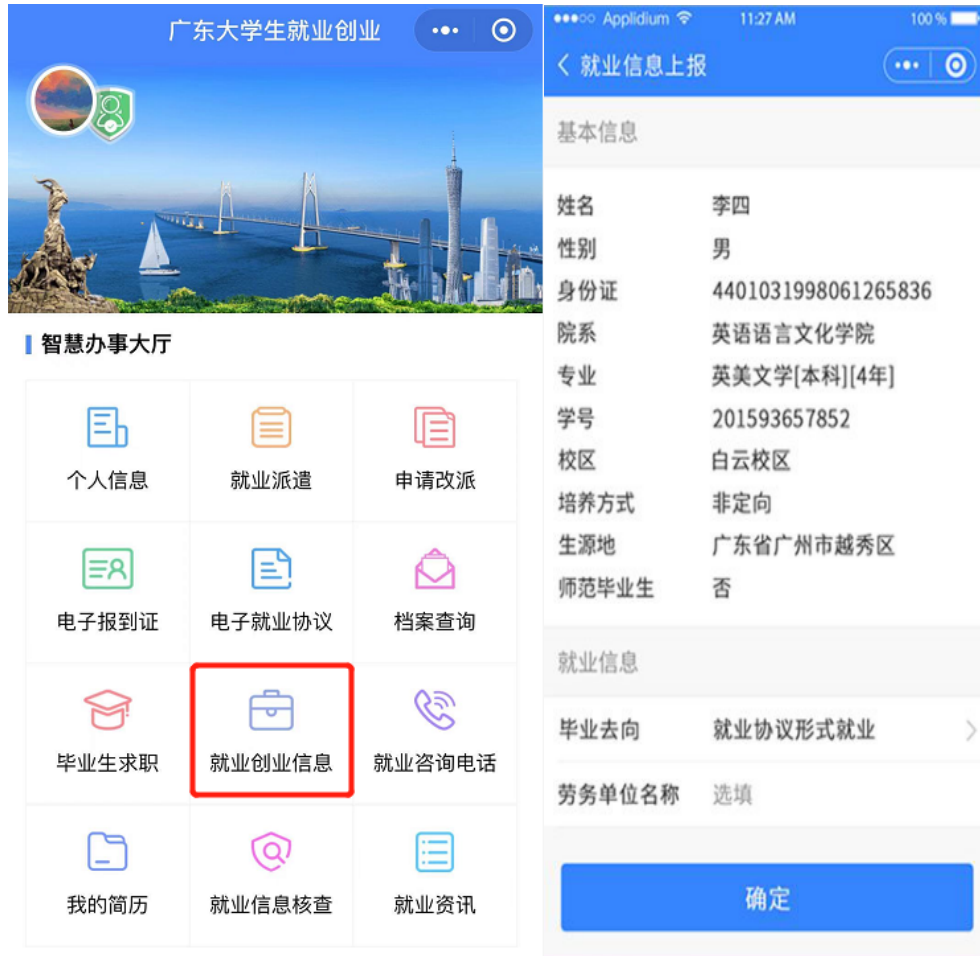 广东大学生就业创业
智慧办事大厅
个人信息
就业派遣
申请改派
电子报到证
电子就业协议
档案查询
毕业生求职
就业创业信息
就业咨询电话
我的简历
就业信息核查
就业资讯
Applidium 11:27 AM 100 %
就业信息上报
基本信息
姓名 李四
性别 男
身份证 4401031998061265836
院系 英语语言文化学院
专业 英美文学[本科][4年]
学号 201593657852
校区 白云校区
培养方式 非定向
生源地 广东省广州市越秀区
师范毕业生 否
就业信息
毕业去向 就业协议形式就业
劳务单位名称 选填
确定